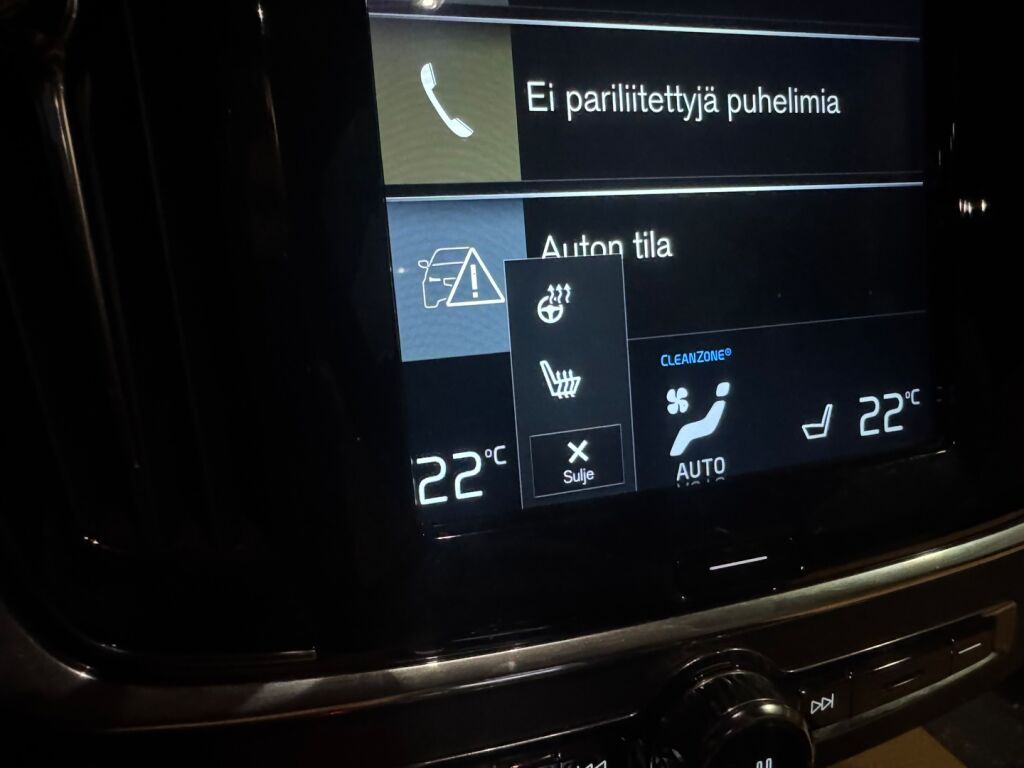 Ei pariliitettyjä puhelimia
Auton tila
CLEANZONE®
22°C
Sulje
AUTO
22°C